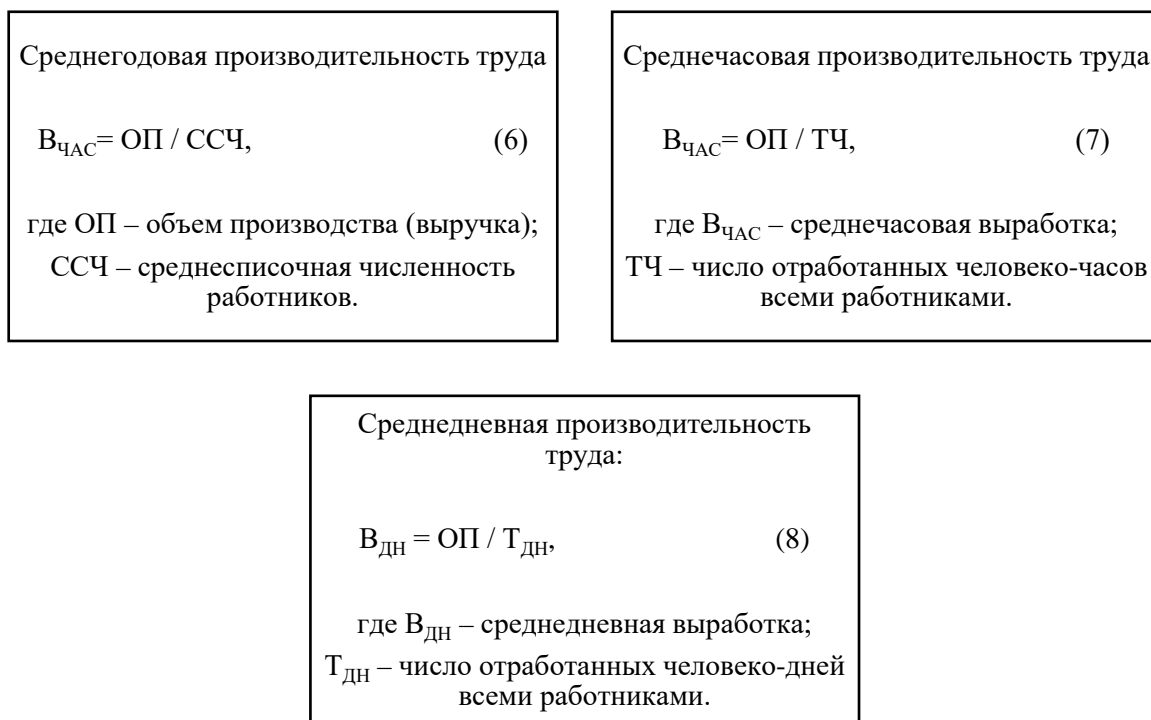 Среднегодовая производительность труда
В_ЧАС= ОП / ССЧ, (6)
где ОП – объем производства (выручка);
ССЧ – среднесписочная численность
работников.
Среднечасовая производительность труда
В_ЧАС= ОП / ТЧ, (7)
где В_ЧАС – среднечасовая выработка;
ТЧ – число отработанных человеко-часов
всеми работниками.
Среднедневная производительность
труда:
В_ДН = ОП / Т_ДН, (8)
где В_ДН – среднедневная выработка;
Т_ДН – число отработанных человеко-дней
всеми работниками.